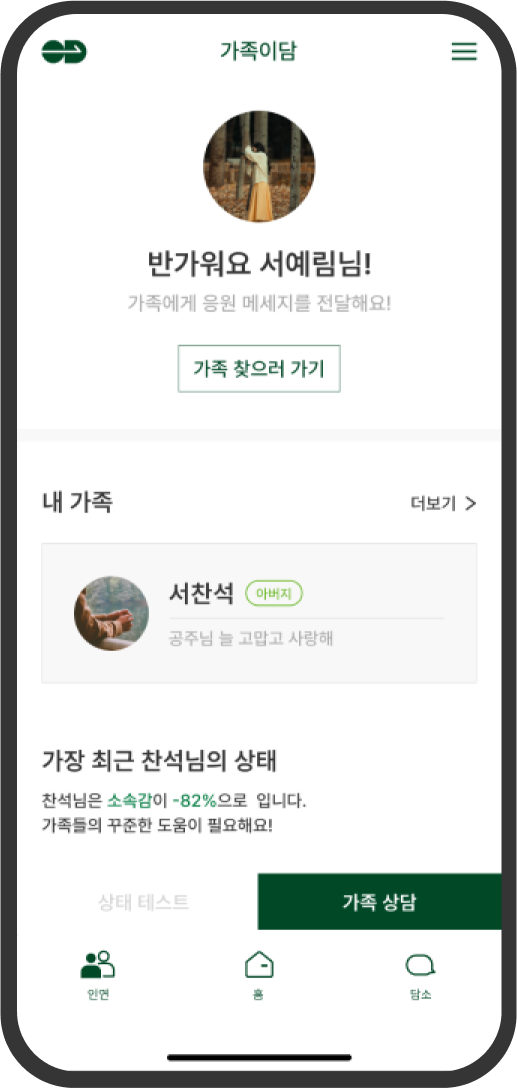 가족이담
반가워요 서예림님!
가족에게 응원 메세지를 전달해요!
가족 찾으러 가기
내 가족
더보기 >
서찬석 아버지
공주님 늘 고맙고 사랑해
가장 최근 찬석님의 상태
찬석님은 소속감이 -82%으로 입니다.
가족들의 꾸준한 도움이 필요해요!
상태 테스트
가족 상담
인연
홈
담소